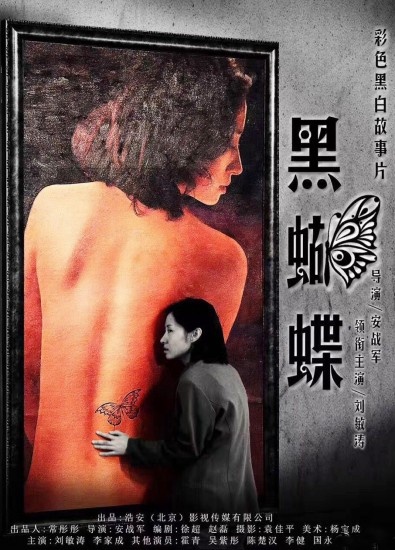 彩色黑白故事片
黑蝴蝶
导演/安战军
领衔主演/刘敏涛
出品:浩安(北京)影视传媒有限公司
出品人:常彤彤 导演:安战军 编剧:徐超 赵磊 摄影:袁佳平 美术:杨宝成
主演:刘敏涛 李家成 其他演员:霍青 吴紫彤 陈楚汉 李健 国永